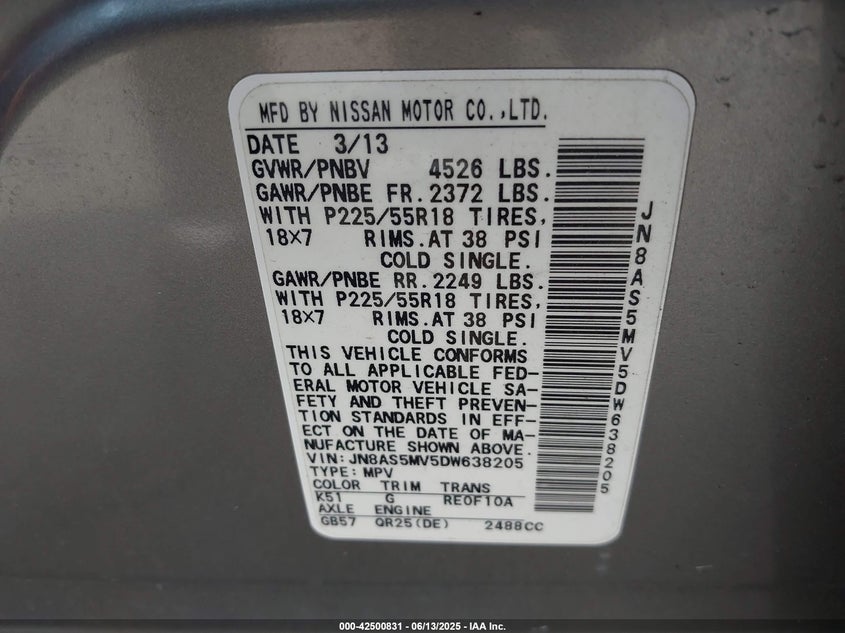 MFD BY NISSAN MOTOR CO.,LTD.
DATE 3/13
GVWR/PNBV 4526 LBS.
GAWR/PNBE FR.2372 LBS.
WITH P225/55R18 TIRES,
18×7 RIMS.AT 38 PSI
COLD SINGLE.
GAWR/PNBE RR.2249 LBS.
WITH P225/55R18 TIRES,
18×7 RIMS.AT 38 PSI
COLD SINGLE.
THIS VEHICLE CONFORMS
TO ALL APPLICABLE FED-
ERAL MOTOR VEHICLE SA-
FETY AND THEFT PREVEN-
TION STANDARDS IN EFF-
ECT ON THE DATE OF MA-
NUFACTURE SHOWN ABOVE.
VIN:JN8AS5MV5DW638205
TYPE:MPV
COLOR TRIM TRANS
K51 G RE0F10A
AXLE ENGINE
GB57 QR25(DE) 2488CC
JN8AS5MV5DW638205
000-42500831 - 06/13/2025 - IAA Inc.